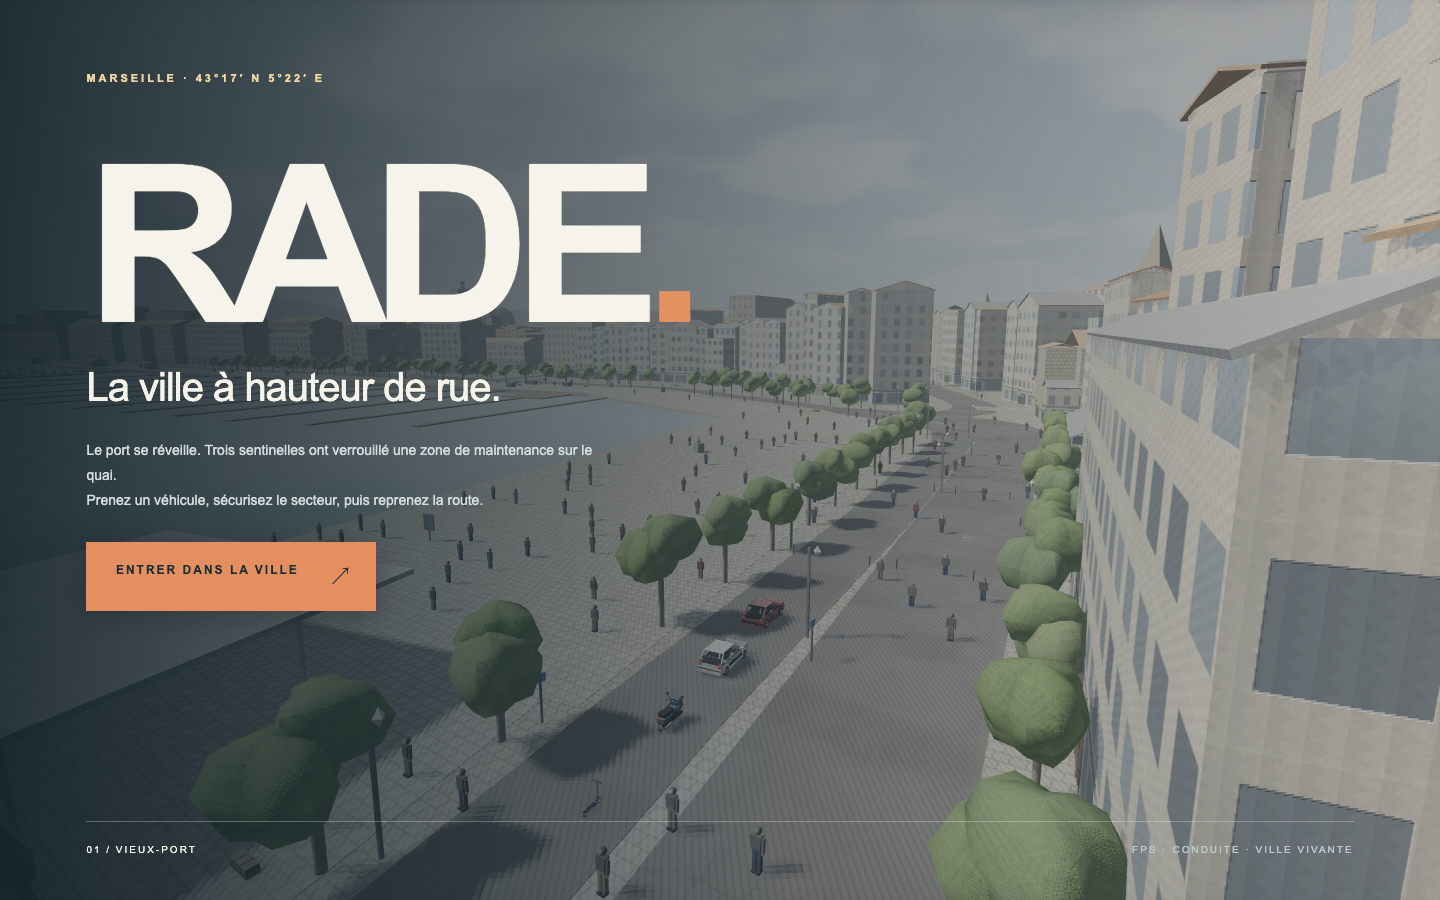 MARSEILLE · 43°17′ N 5°22′ E
RADE.
La ville à hauteur de rue.
Le port se réveille. Trois sentinelles ont verrouillé une zone de maintenance sur le
quai.
Prenez un véhicule, sécurisez le secteur, puis reprenez la route.
ENTRER DANS LA VILLE
01 / VIEUX-PORT
FPS · CONDUITE · VILLE VIVANTE